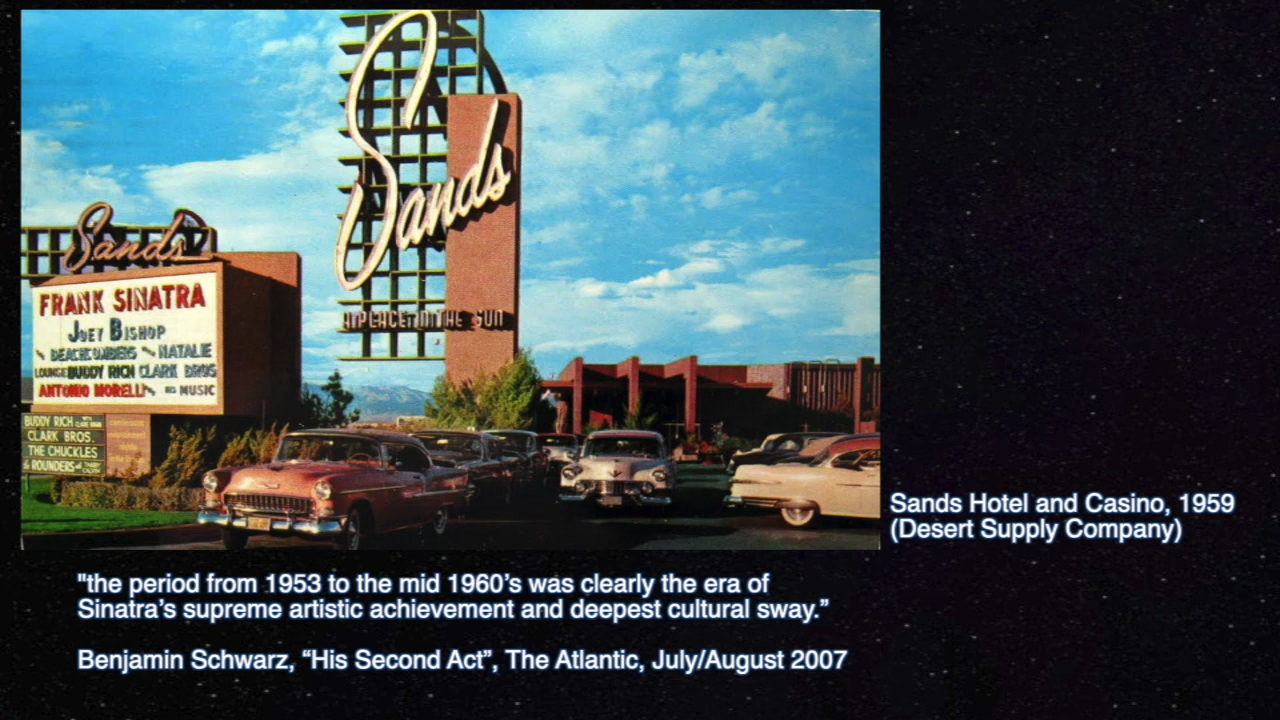 Sands
A PLACE IN THE SUN
Sands
FRANK SINATRA
JOEY BISHOP
BEACHCOMBERS NATALIE
LOUNGE BUDDY RICH CLARK BROS
ANTONIO MORELLI HIS MUSIC
BUDDY RICH WITH
CLARK BROS.
THE CHUCKLES
ROUNDERS
Sands Hotel and Casino, 1959
(Desert Supply Company)
"the period from 1953 to the mid 1960’s was clearly the era of
Sinatra’s supreme artistic achievement and deepest cultural sway.”
Benjamin Schwarz, “His Second Act”, The Atlantic, July/August 2007